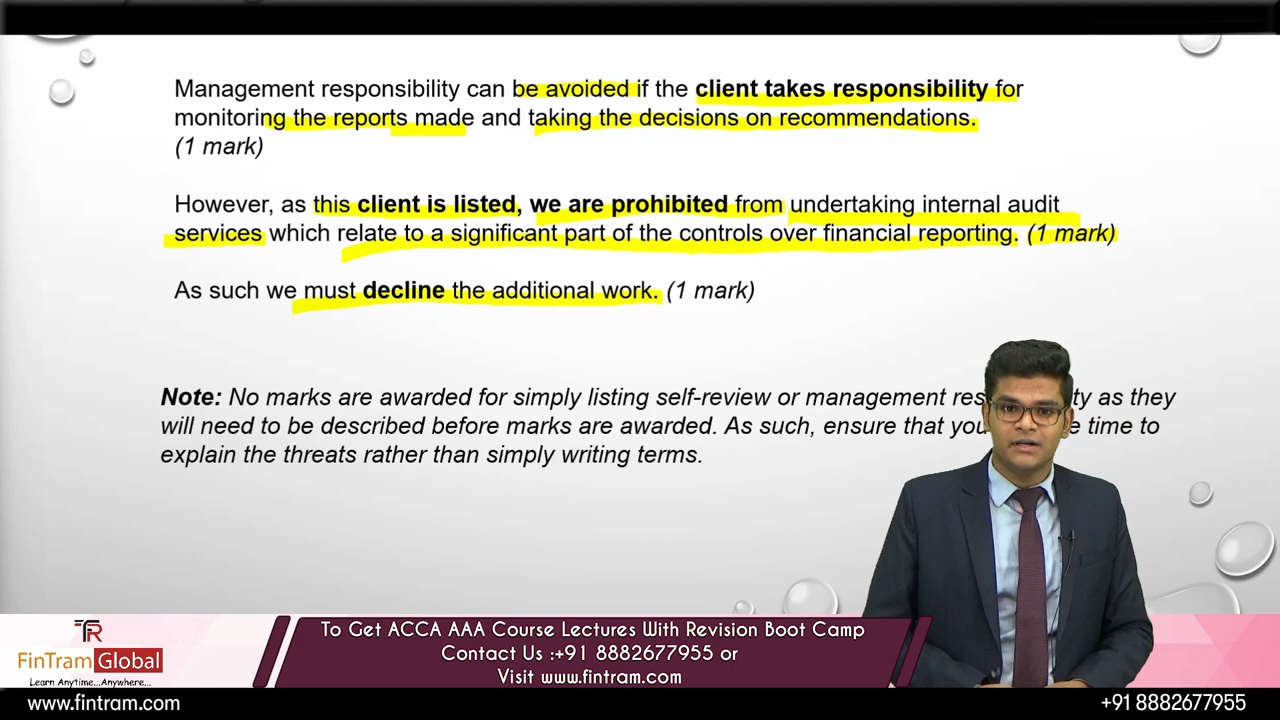 Management responsibility can be avoided if the client takes responsibility for
monitoring the reports made and taking the decisions on recommendations.
(1 mark)
However, as this client is listed, we are prohibited from undertaking internal audit
services which relate to a significant part of the controls over financial reporting. (1 mark)
As such we must decline the additional work. (1 mark)
Note: No marks are awarded for simply listing self-review or management res ty as they
will need to be described before marks are awarded. As such, ensure that you e time to
explain the threats rather than simply writing terms.
To Get ACCA AAA Course Lectures With Revision Boot Camp
Contact Us :+91 8882677955 or
Visit www.fintram.com
FinTram Global
Learn Anytime...Anywhere...
www.fintram.com
+91 8882677955